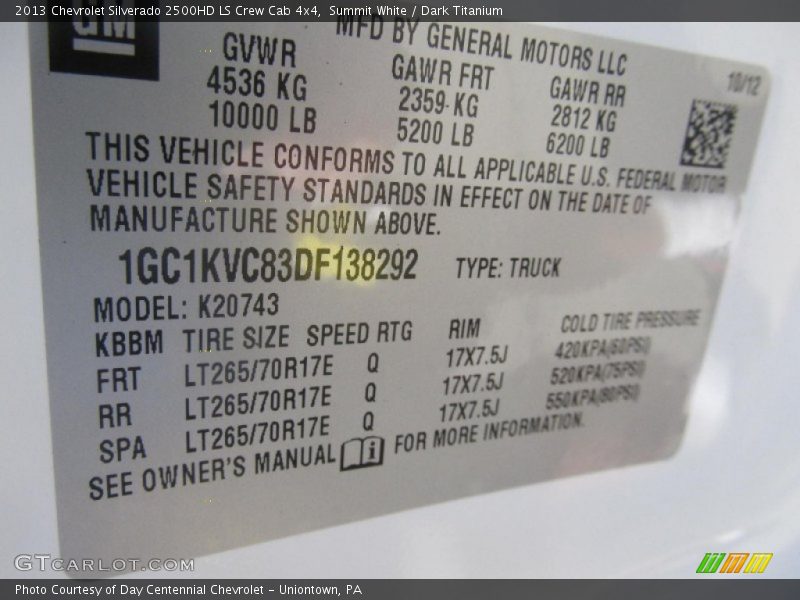 2013 Chevrolet Silverado 2500HD LS Crew Cab 4x4, Summit White / Dark Titanium
GM
MFD BY GENERAL MOTORS LLC
10/12
GVWR GAWR FRT GAWR RR
4536 KG 2359 KG 2812 KG
10000 LB 5200 LB 6200 LB
THIS VEHICLE CONFORMS TO ALL APPLICABLE U.S. FEDERAL MOTOR
VEHICLE SAFETY STANDARDS IN EFFECT ON THE DATE OF
MANUFACTURE SHOWN ABOVE.
1GC1KVC83DF138292 TYPE: TRUCK
MODEL: K20743
KBBM TIRE SIZE SPEED RTG RIM COLD TIRE PRESSURE
FRT LT265/70R17E Q 17X7.5J 420KPA(60PSI)
RR LT265/70R17E Q 17X7.5J 520KPA(75PSI)
SPA LT265/70R17E Q 17X7.5J 550KPA(80PSI)
SEE OWNER'S MANUAL i FOR MORE INFORMATION.
GTCARLOT.COM
Photo Courtesy of Day Centennial Chevrolet - Uniontown, PA